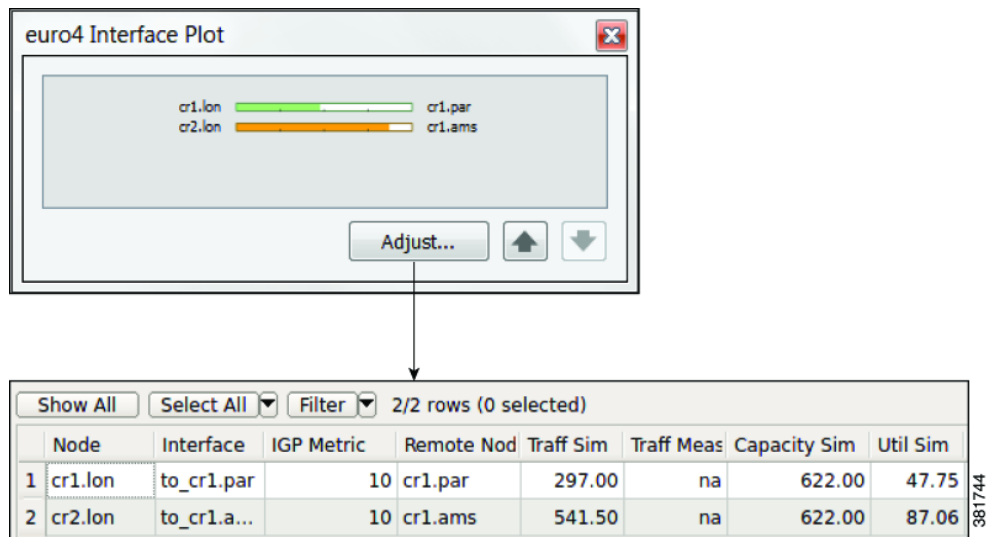 euro4 Interface Plot
cr1.lon cr1.par
cr2.lon cr1.ams
Adjust...
Show All Select All Filter 2/2 rows (0 selected)
Node Interface IGP Metric Remote Nod Traff Sim Traff Meas Capacity Sim Util Sim
1 cr1.lon to_cr1.par 10 cr1.par 297.00 na 622.00 47.75
2 cr2.lon to_cr1.a... 10 cr1.ams 541.50 na 622.00 87.06
381744